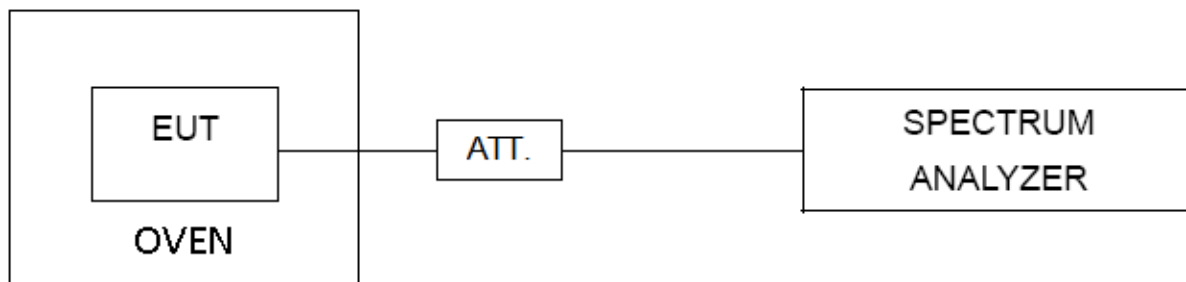 EUT
OVEN
ATT.
SPECTRUM
ANALYZER